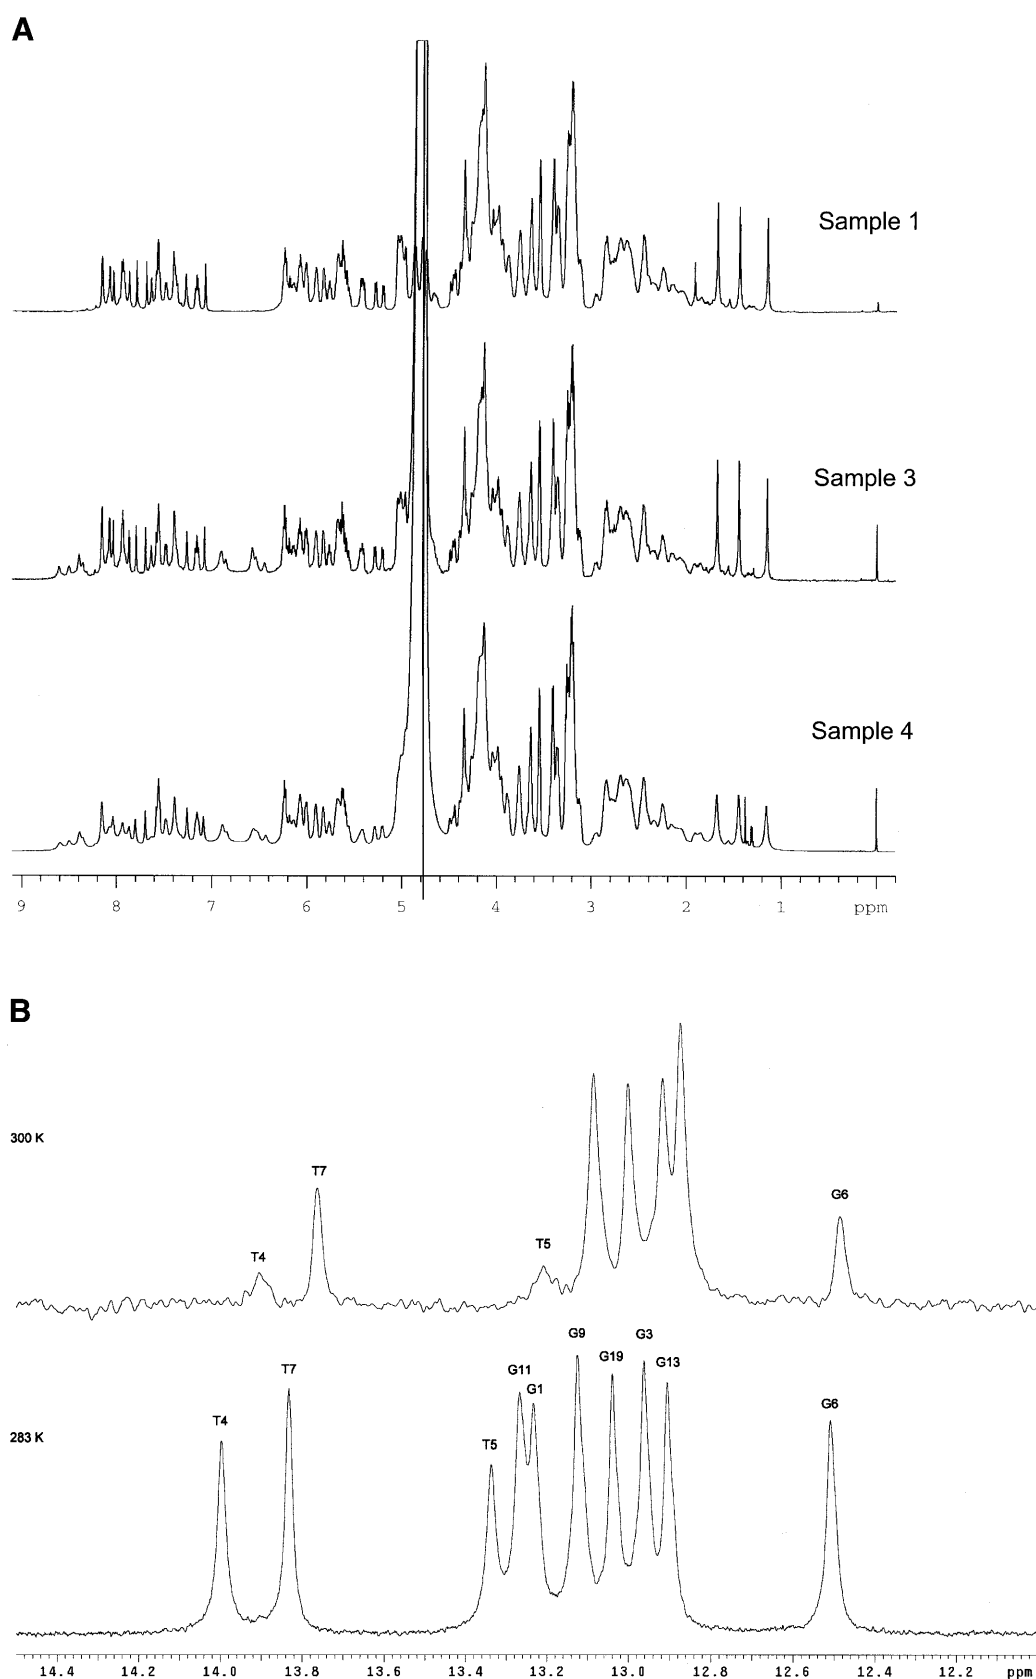 A
Sample 1
Sample 3
Sample 4
9 8 7 6 5 4 3 2 1 ppm
B
300 K
T4 T7 T5 G6
283 K
T4 T7 T5 G11 G1 G9 G19 G3 G13 G6
14.4 14.2 14.0 13.8 13.6 13.4 13.2 13.0 12.8 12.6 12.4 12.2 ppm